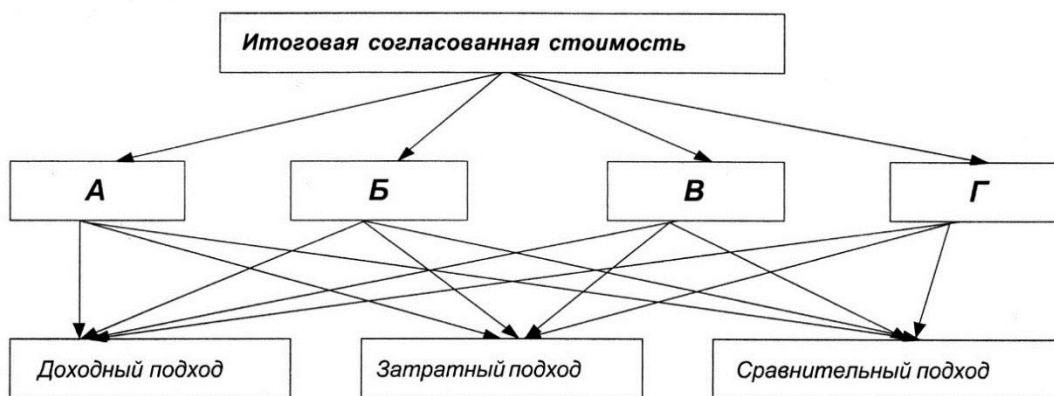 Итоговая согласованная стоимость
А
Б
В
Г
Доходный подход
Затратный подход
Сравнительный подход